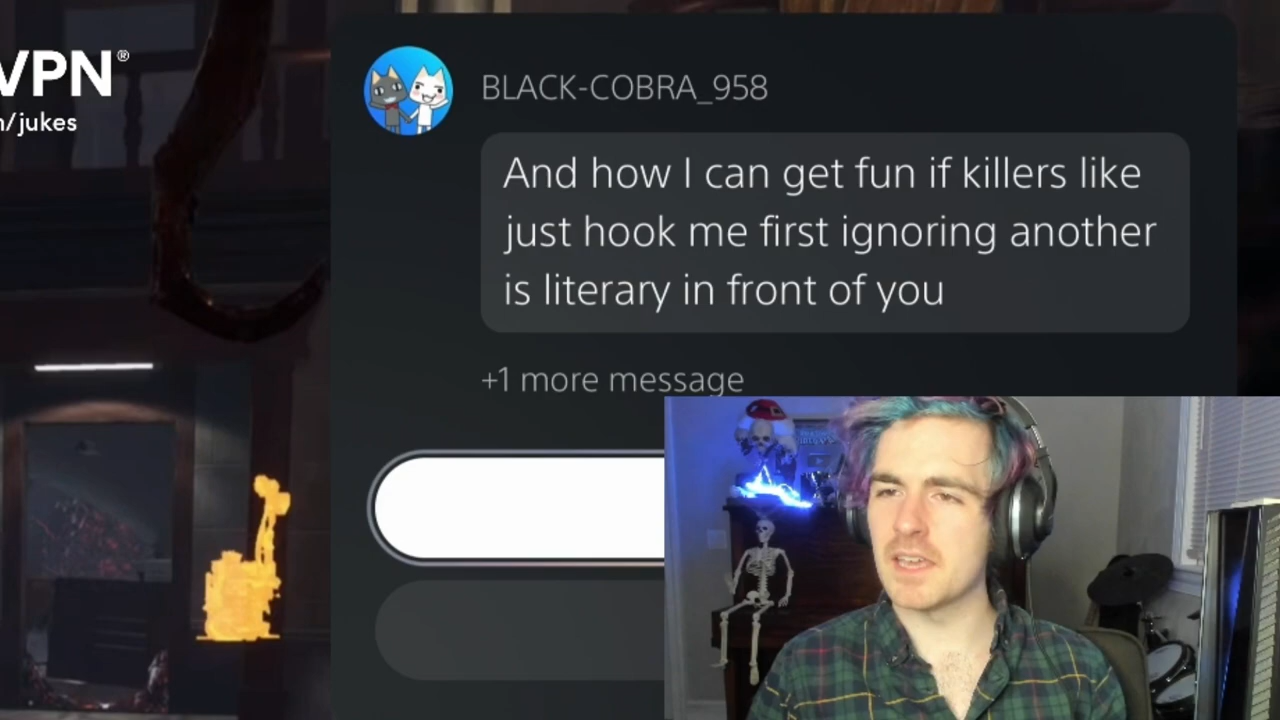 VPN®
/jukes
BLACK-COBRA_958
And how I can get fun if killers like
just hook me first ignoring another
is literary in front of you
+1 more message